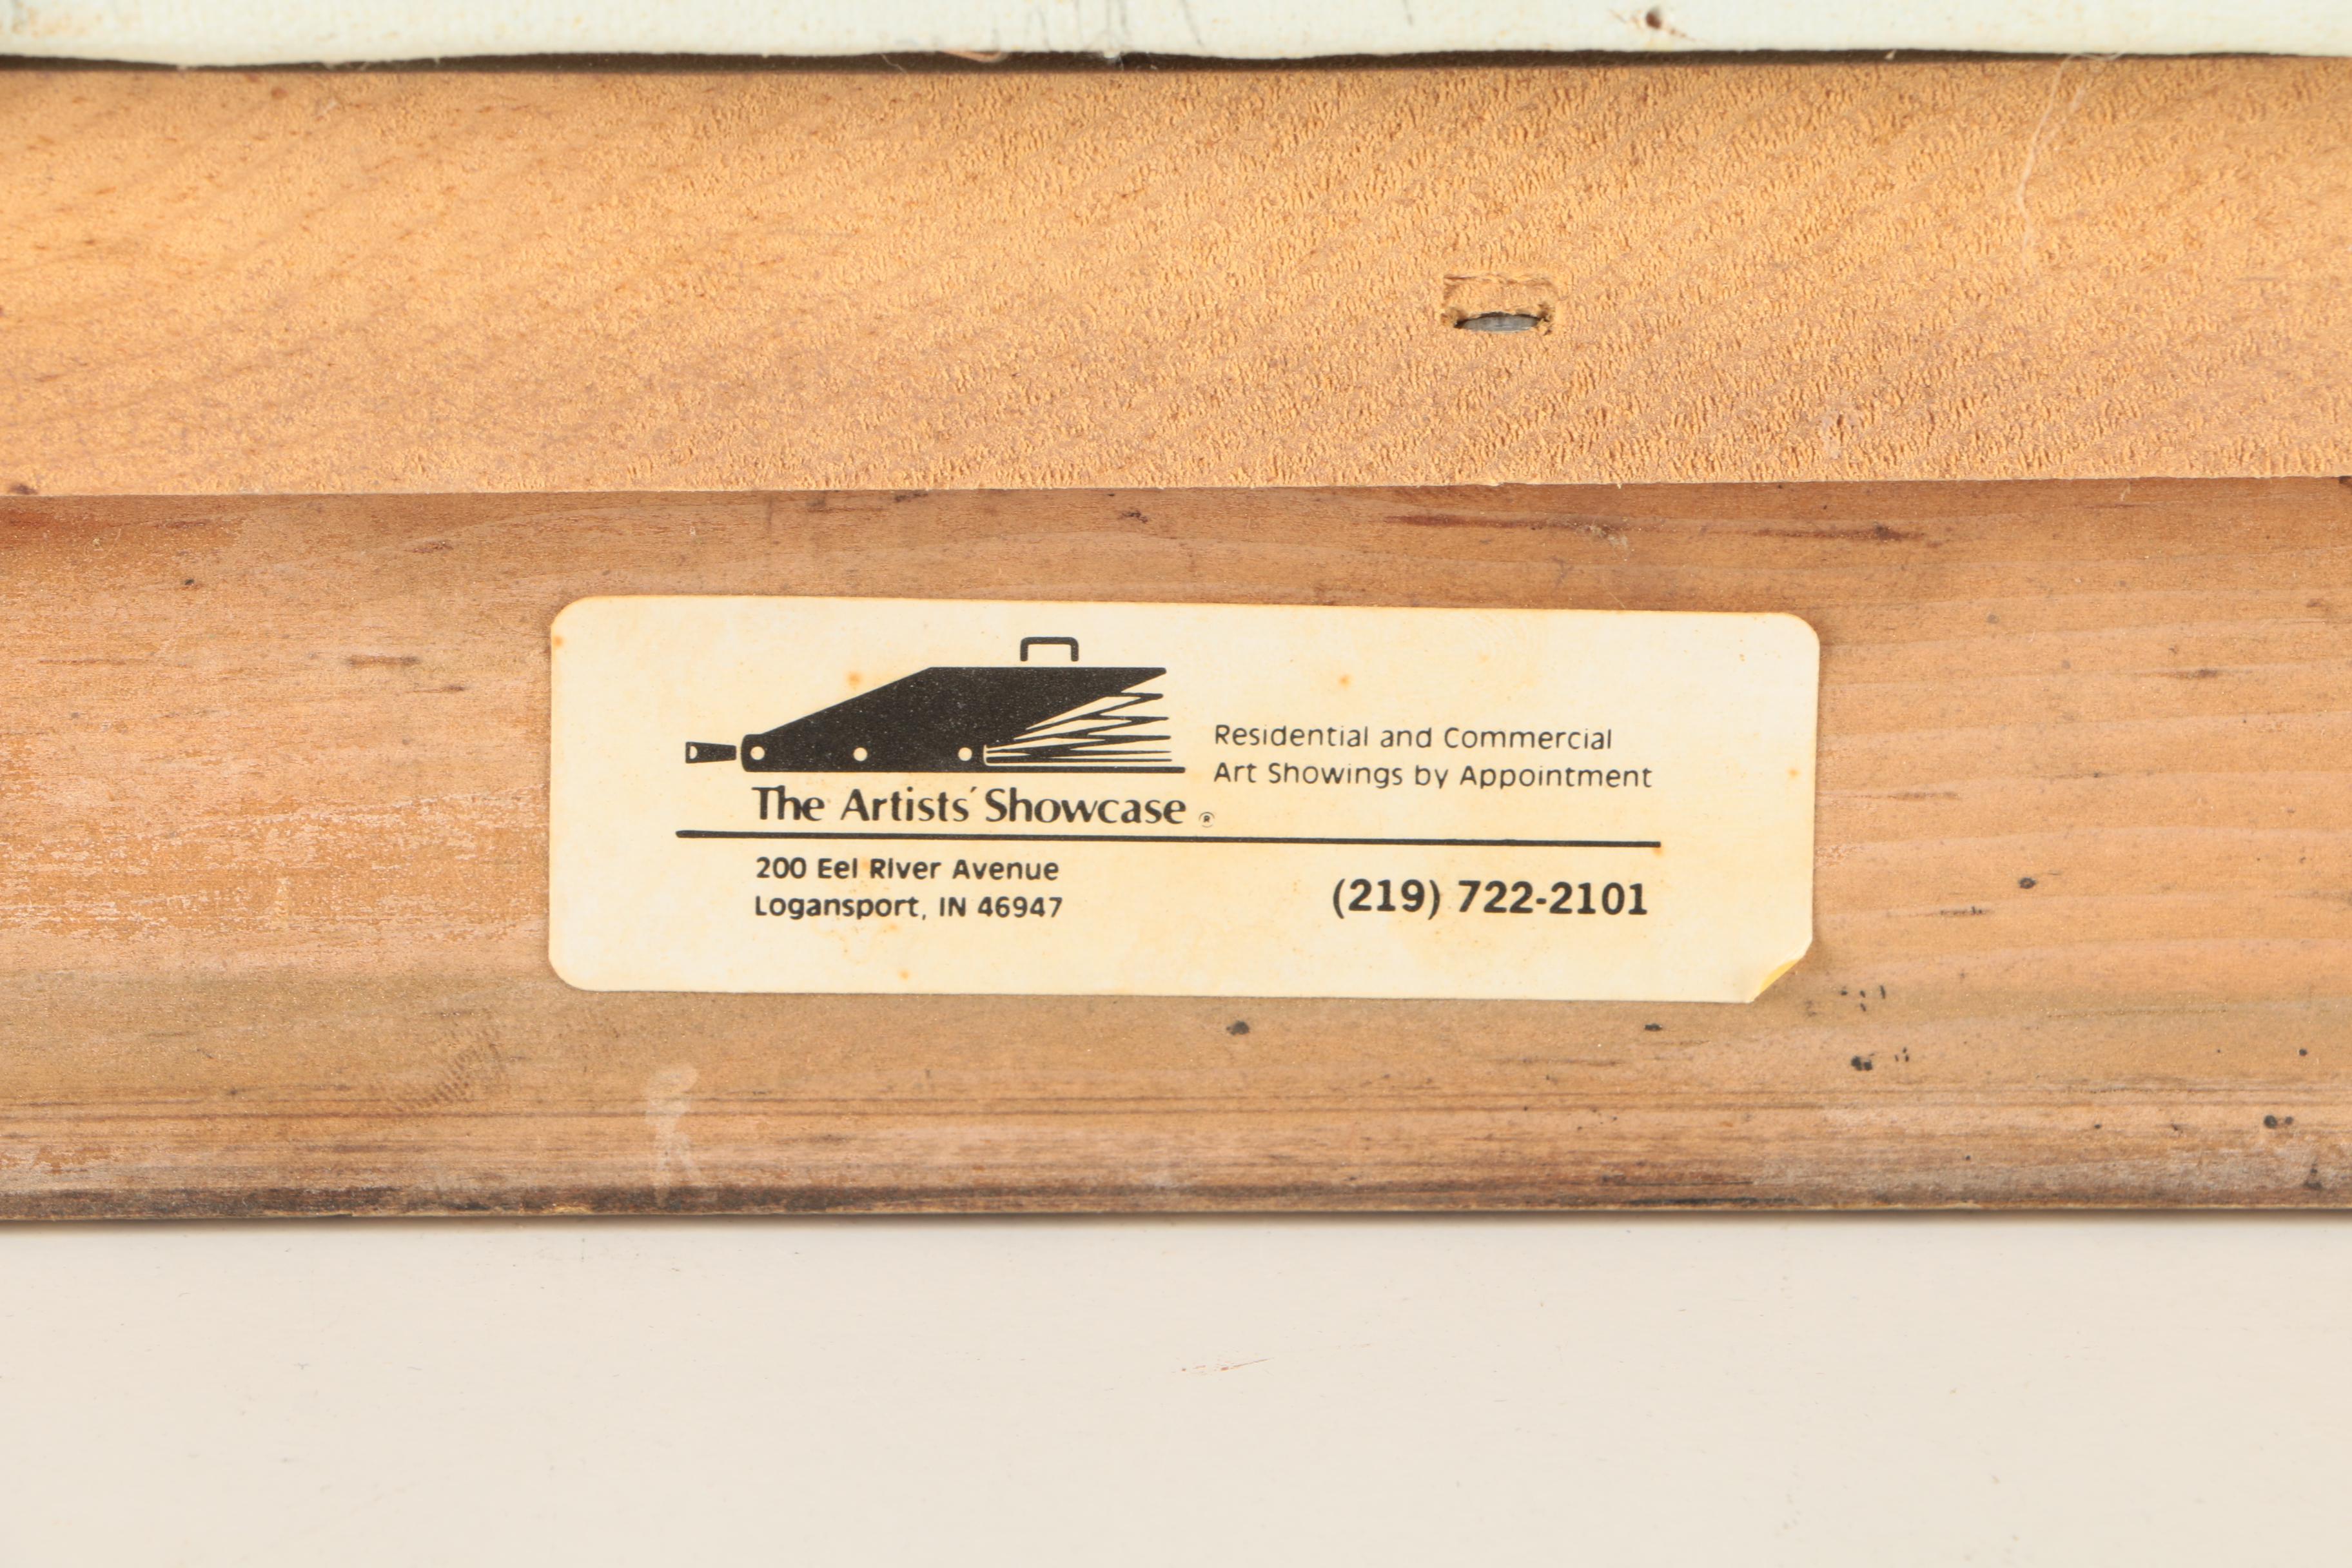 Residential and Commercial
Art Showings by Appointment
The Artists' Showcase ®
200 Eel River Avenue
Logansport, IN 46947
(219) 722-2101